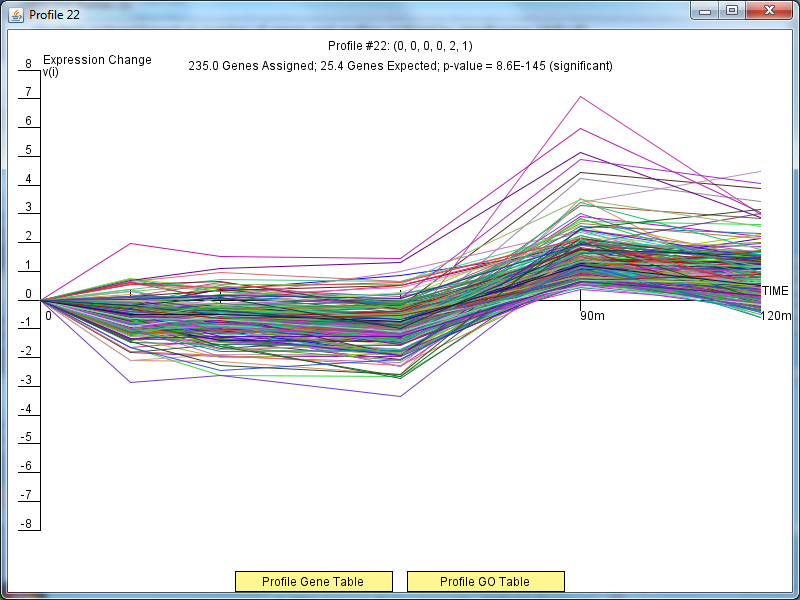 Profile 22
Profile #22: (0, 0, 0, 0, 2, 1)
Expression Change
v(i)
235.0 Genes Assigned; 25.4 Genes Expected; p-value = 8.6E-145 (significant)
8
7
6
5
4
3
2
1
0
-1
-2
-3
-4
-5
-6
-7
-8
TIME
0
90m
120m
Profile Gene Table
Profile GO Table